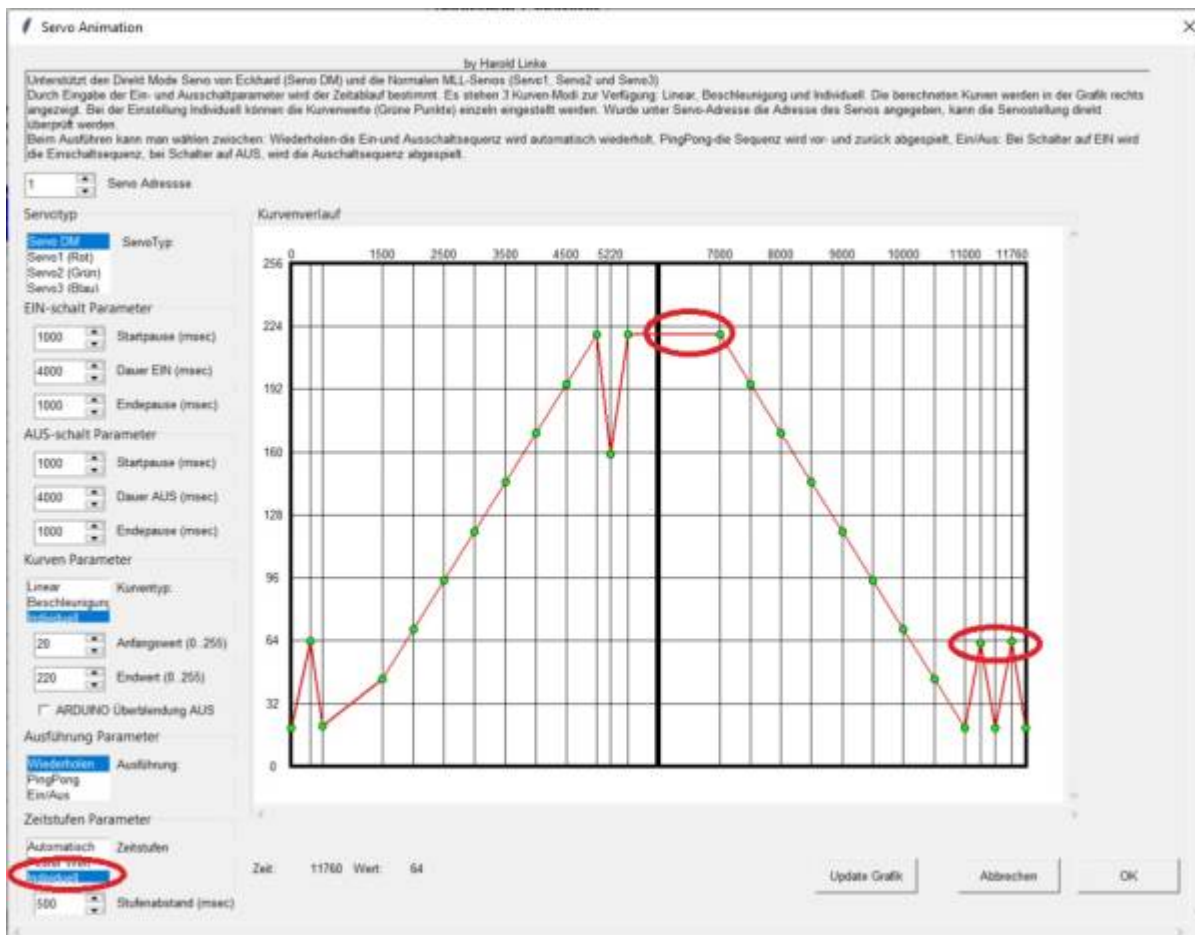 Servo Animation
by Harold Linke
Unterstützt den Direkt Mode Servo von Eckhard (Servo DM) und die Normalen MLL-Servos (Servo1, Servo2 und Servo3)
Durch Eingabe der Ein- und Ausschaltparameter wird der Zeitablauf bestimmt. Es stehen 3 Kurven-Modi zur Verfügung: Linear, Beschleunigung und Individuell. Die berechneten Kurven werden in der Grafik rechts
angezeigt. Bei der Einstellung Individuell können die Kurvenwerte (Grüne Punkte) einzeln eingestellt werden. Wurde unter Servo-Adresse die Adresse des Servos angegeben, kann die Servostellung direkt
überprüft werden.
Beim Ausführen kann man wählen zwischen: Wiederholen-die Ein-und Ausschaltsequenz wird automatisch wiederholt, PingPong-die Sequenz wird vor- und zurück abgespielt, Ein/Aus: Bei Schalter auf EIN wird
die Einschaltsequenz, bei Schalter auf AUS, wird die Auschaltsequenz abgespielt.
1 Servo Adressse
Servotyp
Servo DM ServoTyp:
Servo1 (Rot)
Servo2 (Grün)
Servo3 (Blau)
EIN-schalt Parameter
1000 Startpause (msec)
4000 Dauer EIN (msec)
1000 Endepause (msec)
AUS-schalt Parameter
1000 Startpause (msec)
4000 Dauer AUS (msec)
1000 Endepause (msec)
Kurven Parameter
Linear Kurventyp:
Beschleunigung
Individuell
20 Anfangswert (0..255)
220 Endwert (0..255)
ARDUINO Überblendung AUS
Ausführung Parameter
Wiederholen Ausführung:
PingPong
Ein/Aus
Zeitstufen Parameter
Automatisch Zeitstufen
Individuell
500 Stufenabstand (msec)
Kurvenverlauf
0 1500 2500 3500 4500 5220 7000 8000 9000 10000 11000 11760
256
224
192
160
128
96
64
32
0
Zeit: 11760 Wert: 64
Update Grafik Abbrechen OK